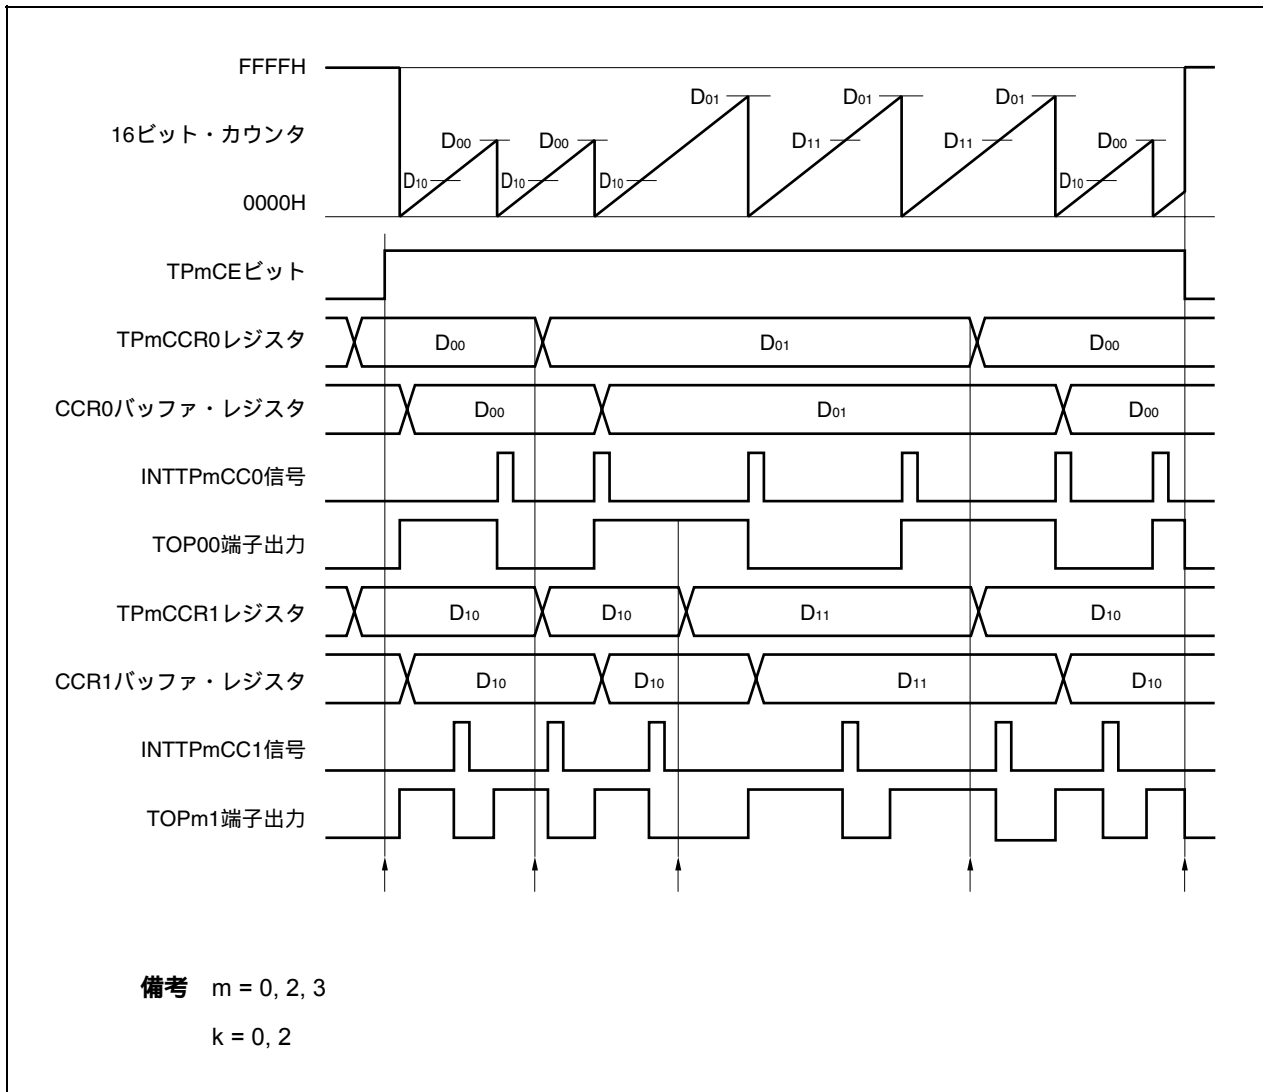 FFFFH
D01 D01 D01
16ビット・カウンタ
D00 D00 D11 D11 D00
D10 D10 D10 D10
0000H
TPmCEビット
TPmCCR0レジスタ D00 D01 D00
CCR0バッファ・レジスタ D00 D01 D00
INTTPmCC0信号
TOP00端子出力
TPmCCR1レジスタ D10 D10 D11 D10
CCR1バッファ・レジスタ D10 D10 D11 D10
INTTPmCC1信号
TOPm1端子出力
備考 m = 0, 2, 3
k = 0, 2